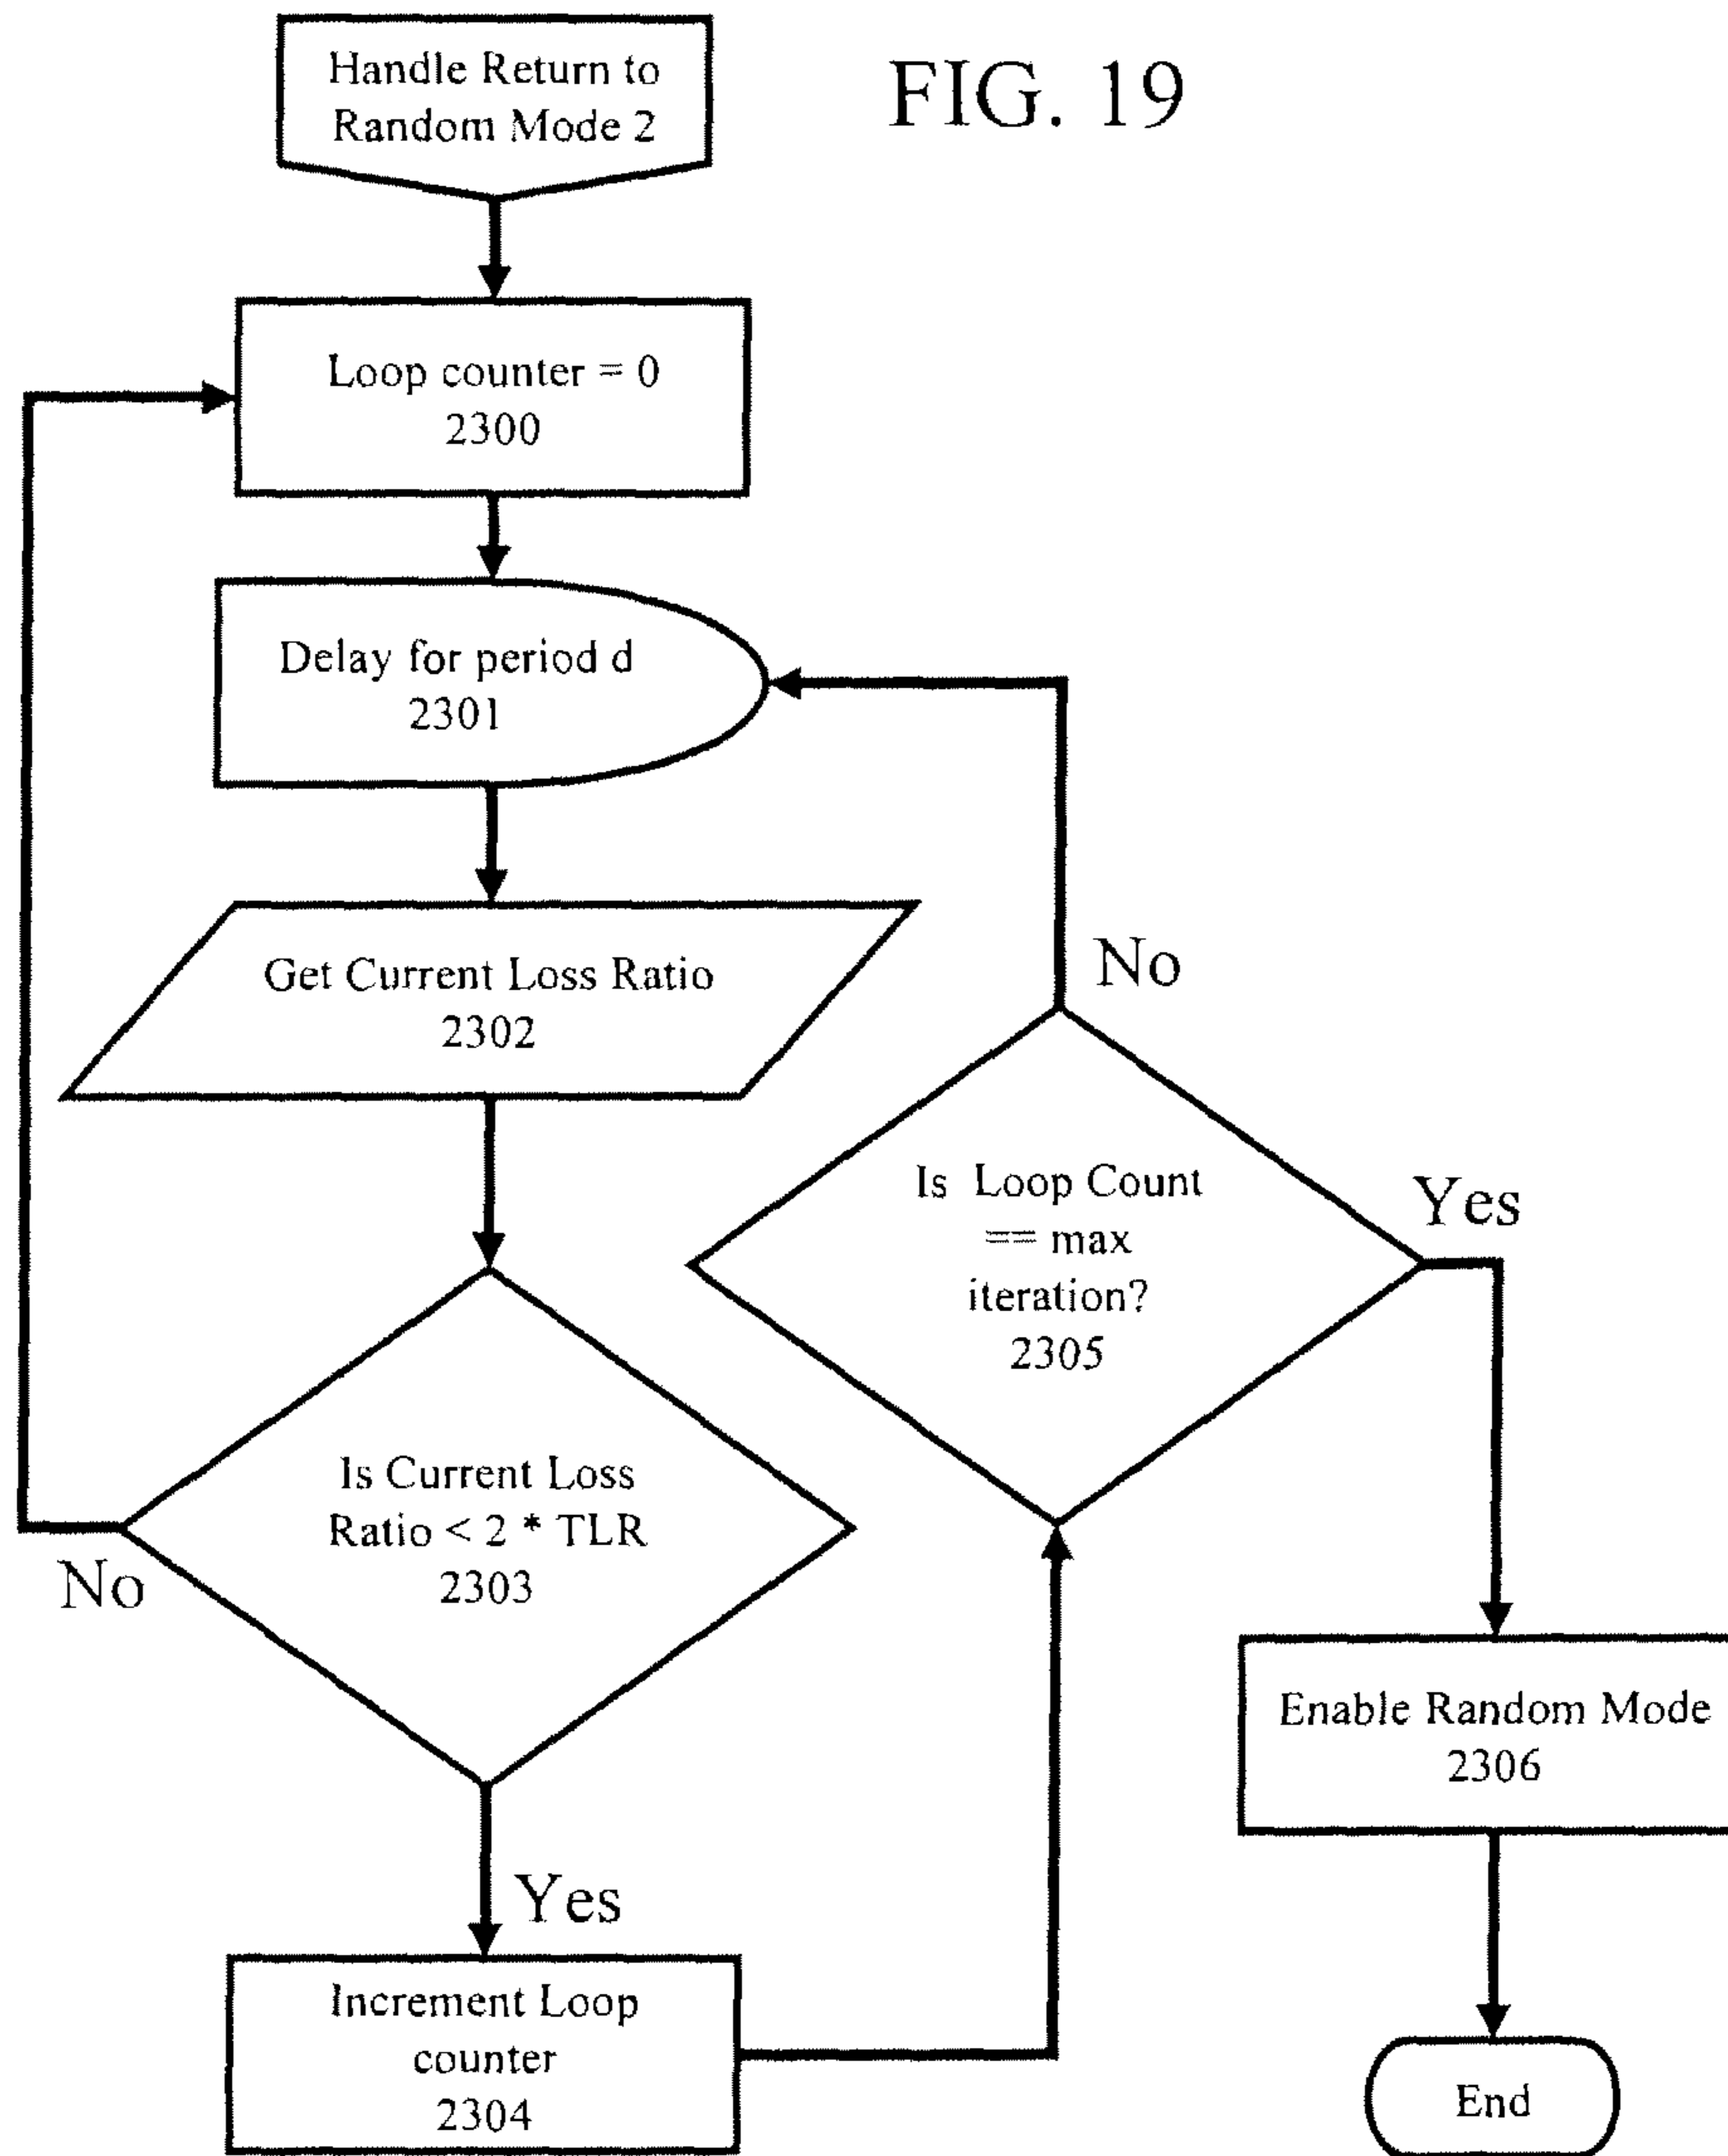 Handle Return to
Random Mode 2
FIG. 19
Loop counter = 0
2300
Delay for period d
2301
Get Current Loss Ratio
2302
No
Is Loop Count
== max
iteration?
2305
Yes
Is Current Loss
Ratio < 2 * TLR
2303
No
Enable Random Mode
2306
Yes
Increment Loop
counter
2304
End